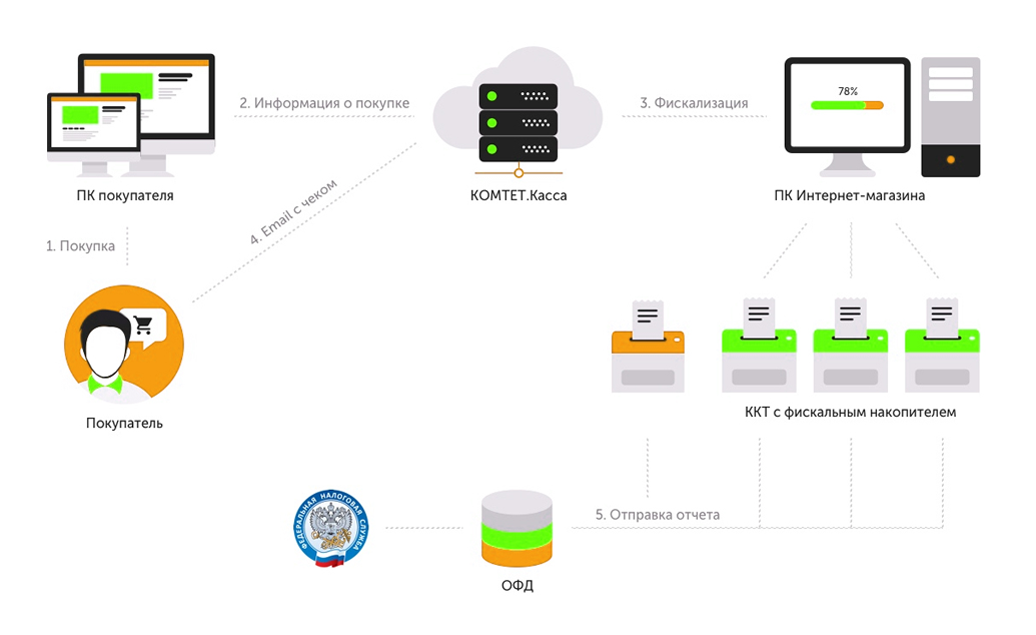 2. Информация о покупке
3. Фискализация
78%
ПК покупателя
КОМТЕТ.Касса
ПК Интернет-магазина
1. Покупка
4. Email с чеком
Покупатель
ККТ с фискальным накопителем
ФЕДЕРАЛЬНАЯ НАЛОГОВАЯ СЛУЖБА
5. Отправка отчета
ОФД